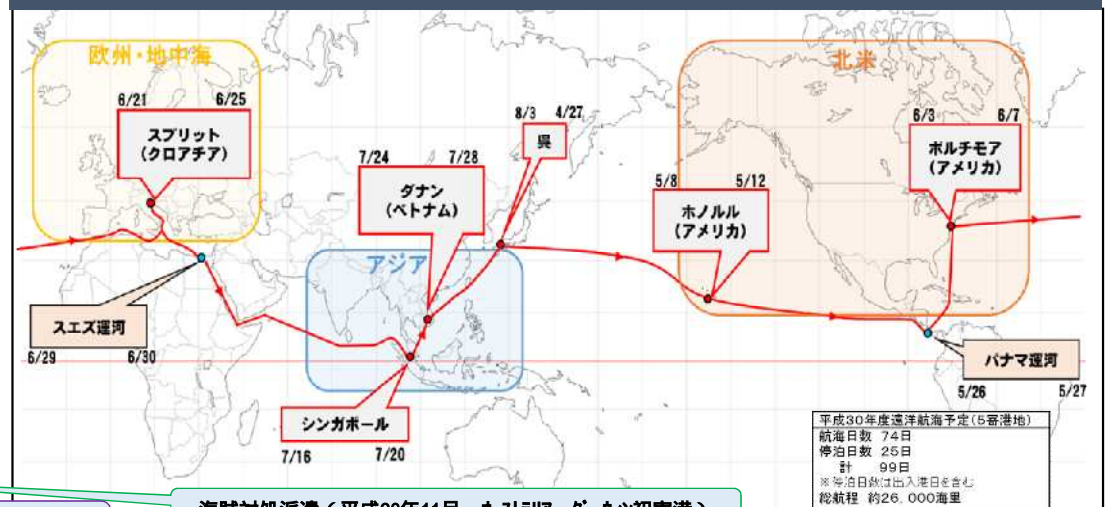 欧州・地中海
6/21 6/25
スプリット
(クロアチア)
スエズ運河
6/29 6/30
アジア
7/24 7/28
ダナン
(ベトナム)
8/3 4/27
呉
シンガポール
7/16 7/20
北米
5/8 5/12
ホノルル
(アメリカ)
6/3 6/7
ボルチモア
(アメリカ)
パナマ運河
5/26 5/27
平成30年度遠洋航海予定(5寄港地)
航海日数 74日
停泊日数 25日
計 99日
※停泊日数は出入港日を含む
総航程 約26,000海里